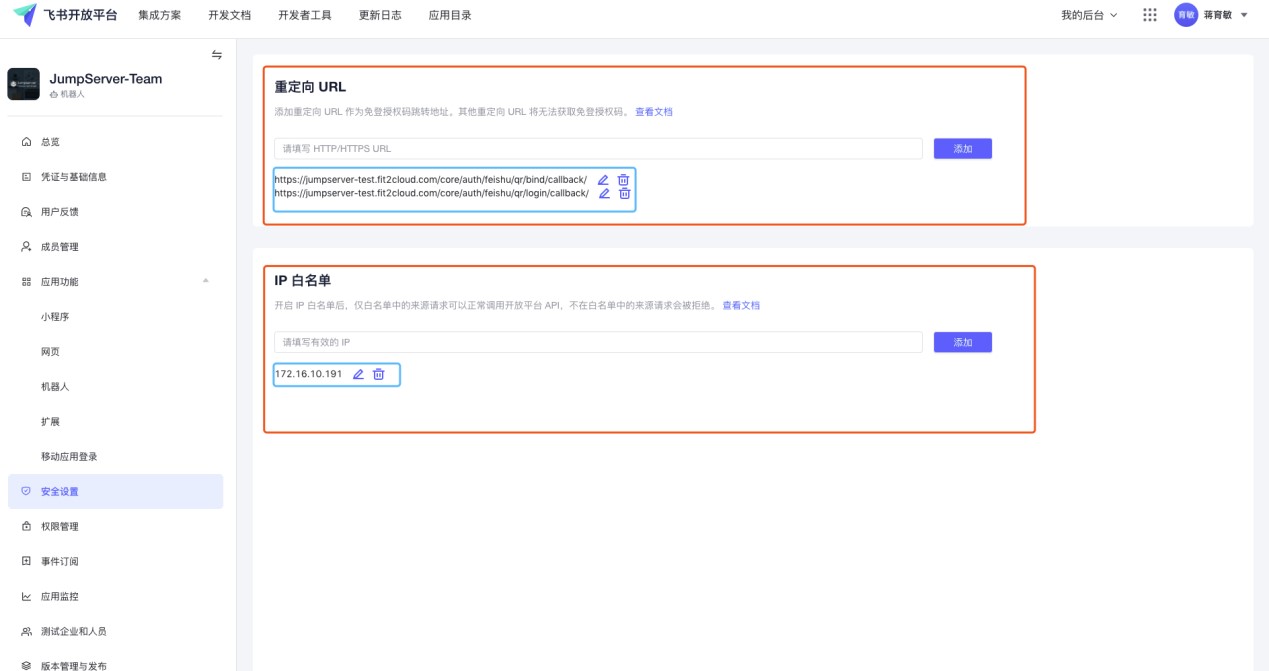 飞书开放平台 集成方案 开发文档 开发者工具 更新日志 应用目录 我的后台 育敏 蒋育敏
JumpServer-Team
机器人
总览
凭证与基础信息
用户反馈
成员管理
应用功能
小程序
网页
机器人
扩展
移动应用登录
安全设置
权限管理
事件订阅
应用监控
测试企业和人员
版本管理与发布
重定向 URL
添加重定向 URL 作为免登授权码跳转地址。其他重定向 URL 将无法获取免登授权码。 查看文档
请填写 HTTP/HTTPS URL 添加
https://jumpserver-test.fit2cloud.com/core/auth/feishu/qr/bind/callback/
https://jumpserver-test.fit2cloud.com/core/auth/feishu/qr/login/callback/
IP 白名单
开启 IP 白名单后，仅白名单中的来源请求可以正常调用开放平台 API，不在白名单中的来源请求会被拒绝。 查看文档
请填写有效的 IP 添加
172.16.10.191